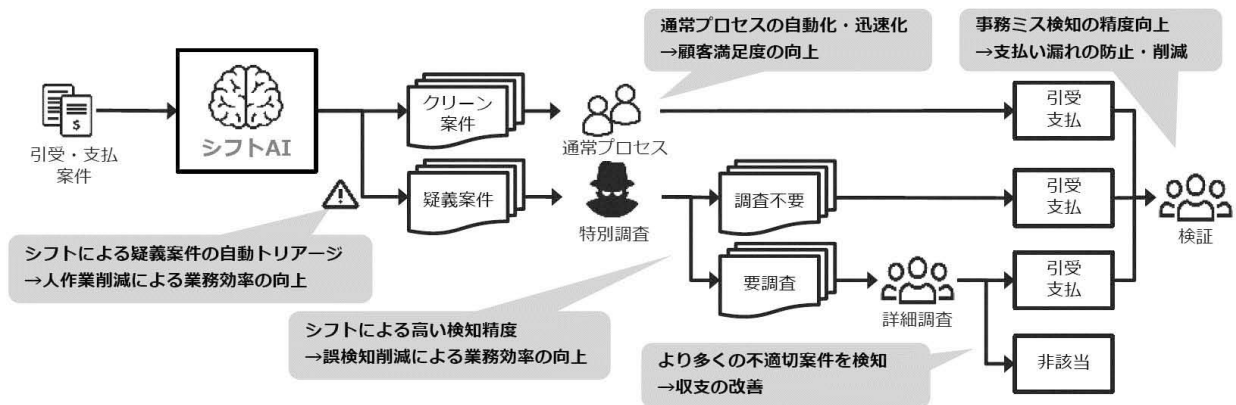 通常プロセスの自動化・迅速化
→顧客満足度の向上
事務ミス検知の精度向上
→支払い漏れの防止・削減
$
引受・支払
案件
シフトAI
クリーン
案件
通常プロセス
引受
支払
疑義案件
特別調査
調査不要
引受
支払
検証
シフトによる疑義案件の自動トリアージ
→人作業削減による業務効率の向上
要調査
詳細調査
引受
支払
シフトによる高い検知精度
→誤検知削減による業務効率の向上
より多くの不適切案件を検知
→収支の改善
非該当